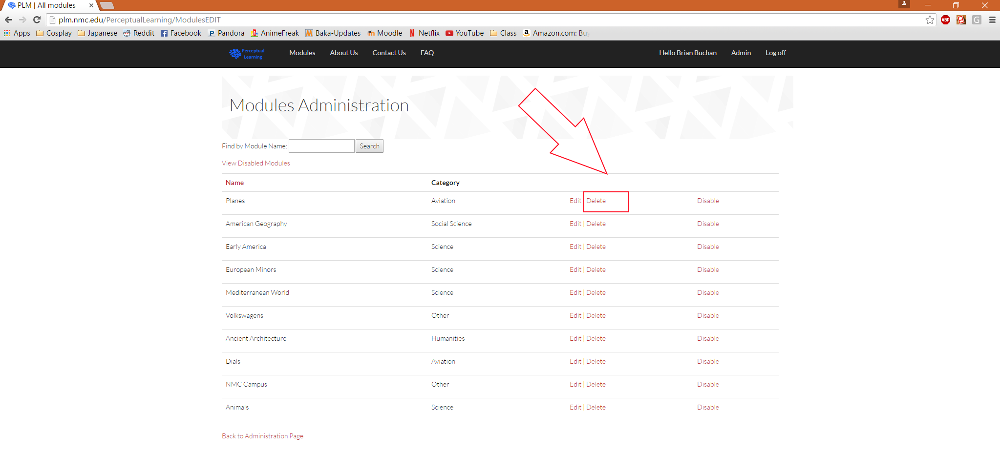 PLM | All modules
plm.nmc.edu/PerceptualLearning/ModulesEDIT
ABP
G
Apps Cosplay Japanese Reddit Facebook Pandora AnimeFreak Baka-Updates Moodle Netflix YouTube Class Amazon.com: Bu
Perceptual
Learning
Modules About Us Contact Us FAQ Hello Brian Buchan Admin Log off
Modules Administration
Find by Module Name: Search
View Disabled Modules
Name Category
Planes Aviation Edit Delete Disable
American Geography Social Science Edit | Delete Disable
Early America Science Edit | Delete Disable
European Minors Science Edit | Delete Disable
Mediterranean World Science Edit | Delete Disable
Volkswagens Other Edit | Delete Disable
Ancient Architecture Humanities Edit | Delete Disable
Dials Aviation Edit | Delete Disable
NMC Campus Other Edit | Delete Disable
Animals Science Edit | Delete Disable
Back to Administration Page